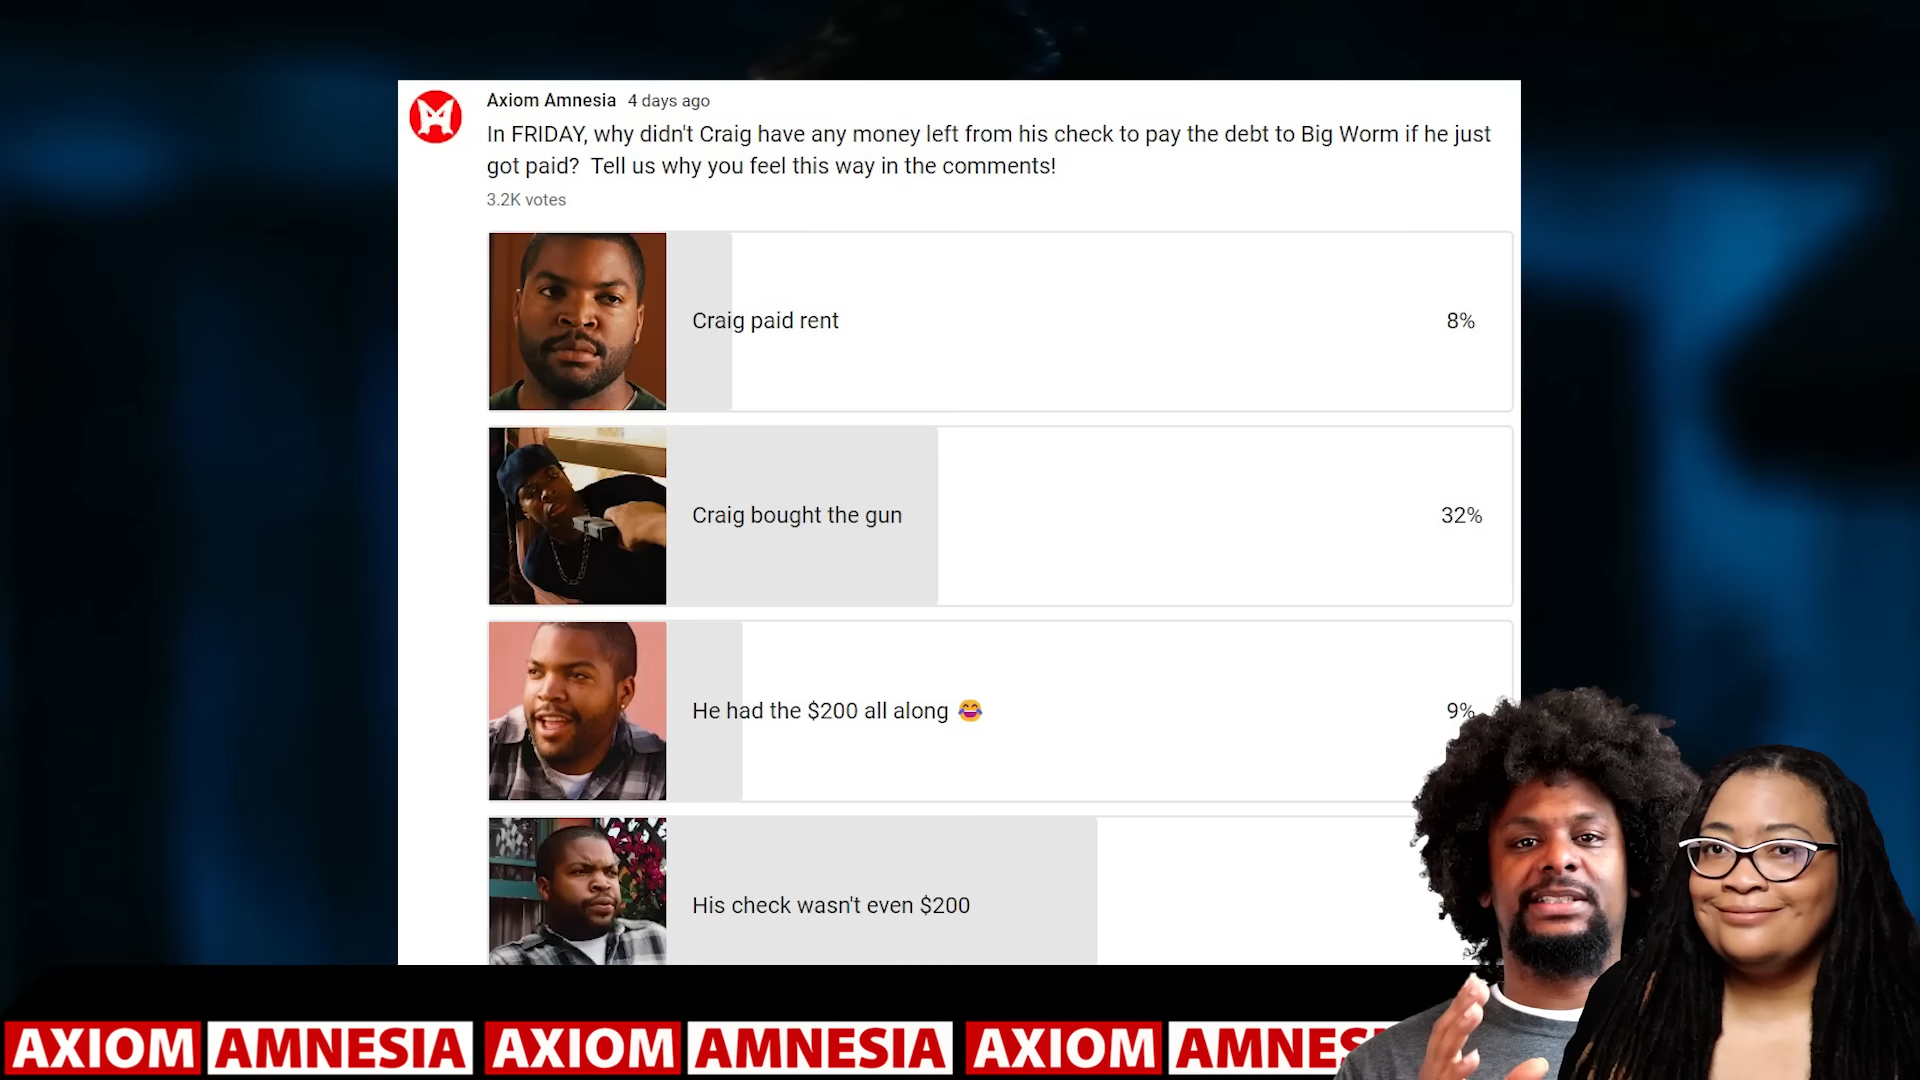 Axiom Amnesia 4 days ago
In FRIDAY, why didn't Craig have any money left from his check to pay the debt to Big Worm if he just
got paid?  Tell us why you feel this way in the comments!
3.2K votes
Craig paid rent 8%
Craig bought the gun 32%
He had the $200 all along 😂 9%
His check wasn't even $200
AXIOM AMNESIA AXIOM AMNESIA AXIOM AMNES